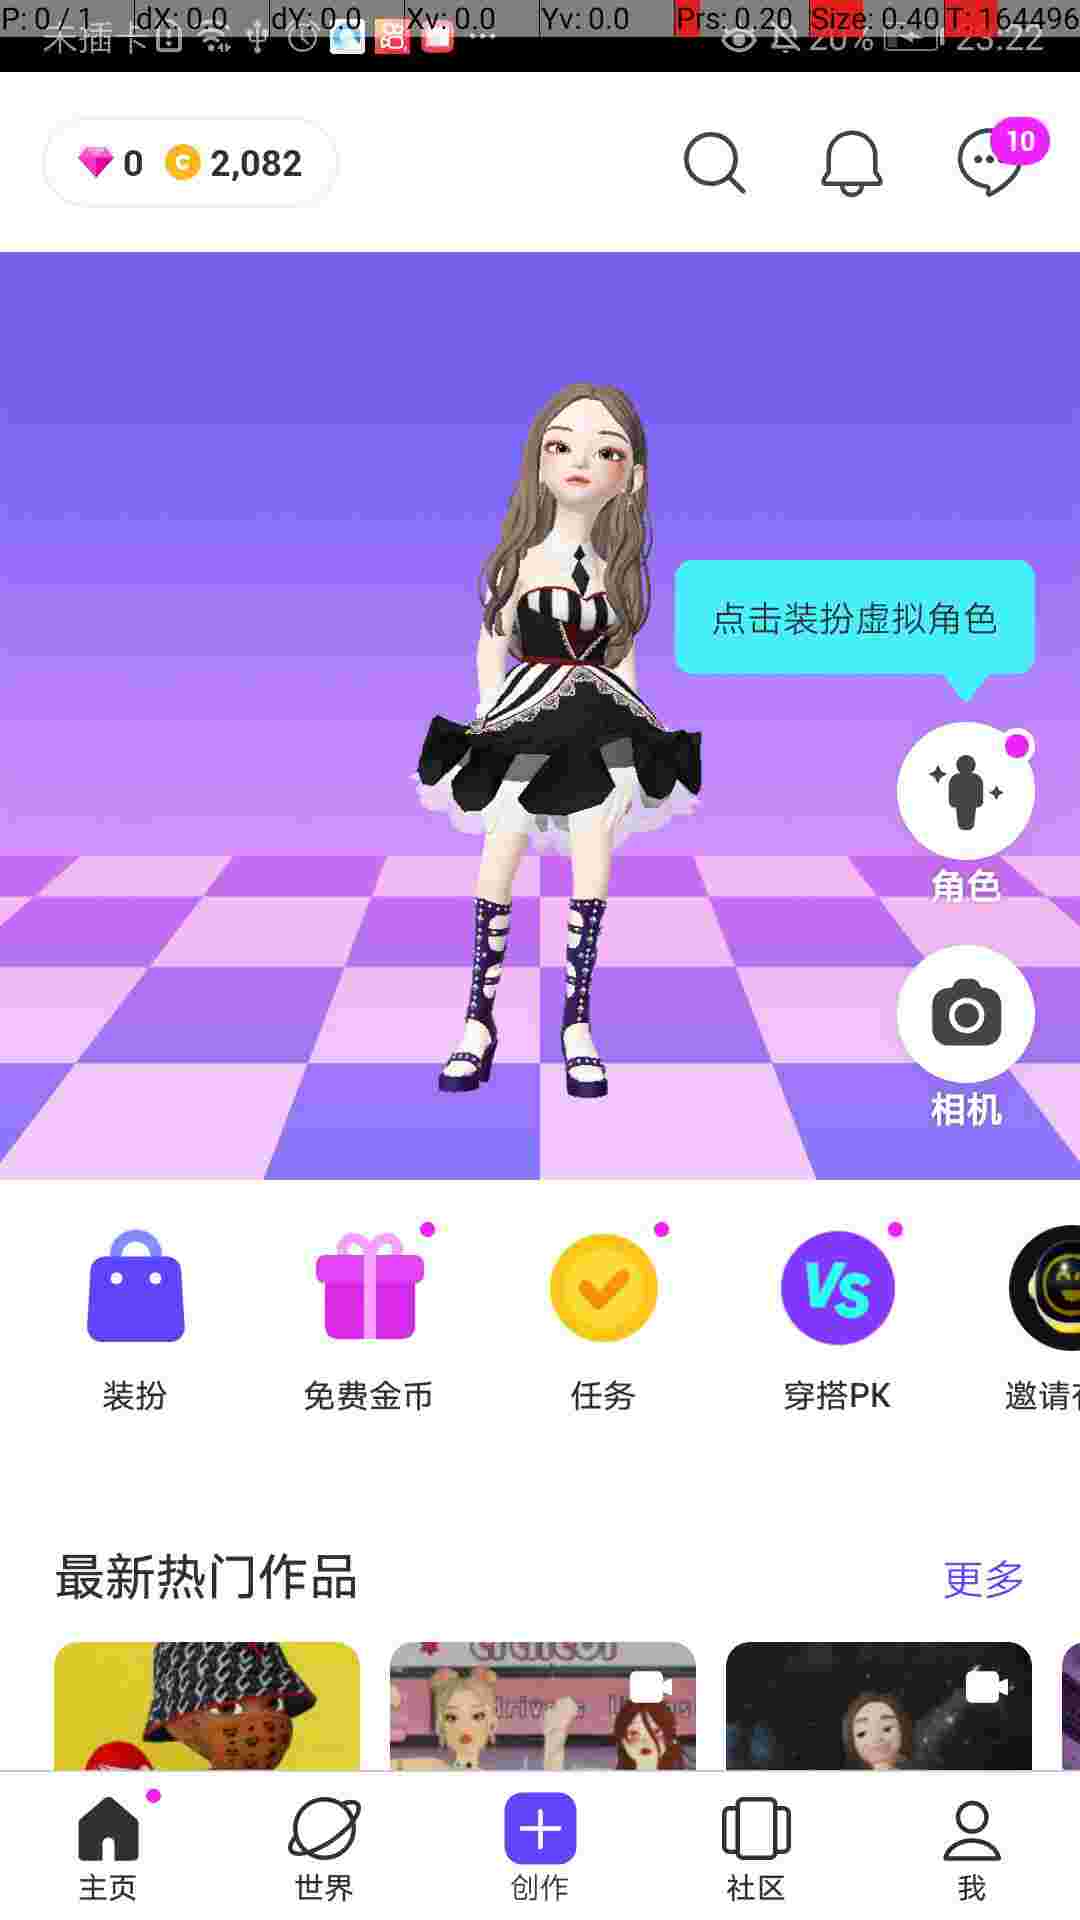 P: 0 / 1 dX: 0.0 dY: 0.0 Xv: 0.0 Yv: 0.0 Prs: 0.20 Size: 0.40 T: 164496
未插卡 20% 23:22
0 2,082
10
点击装扮虚拟角色
角色
相机
VS
装扮 免费金币 任务 穿搭PK 邀请
最新热门作品 更多
主页 世界 创作 社区 我